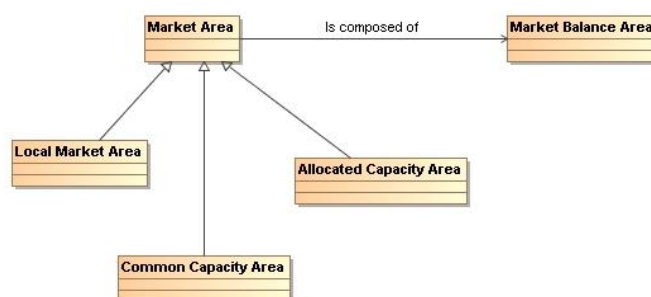 Market Area
Is composed of
Market Balance Area
Local Market Area
Allocated Capacity Area
Common Capacity Area